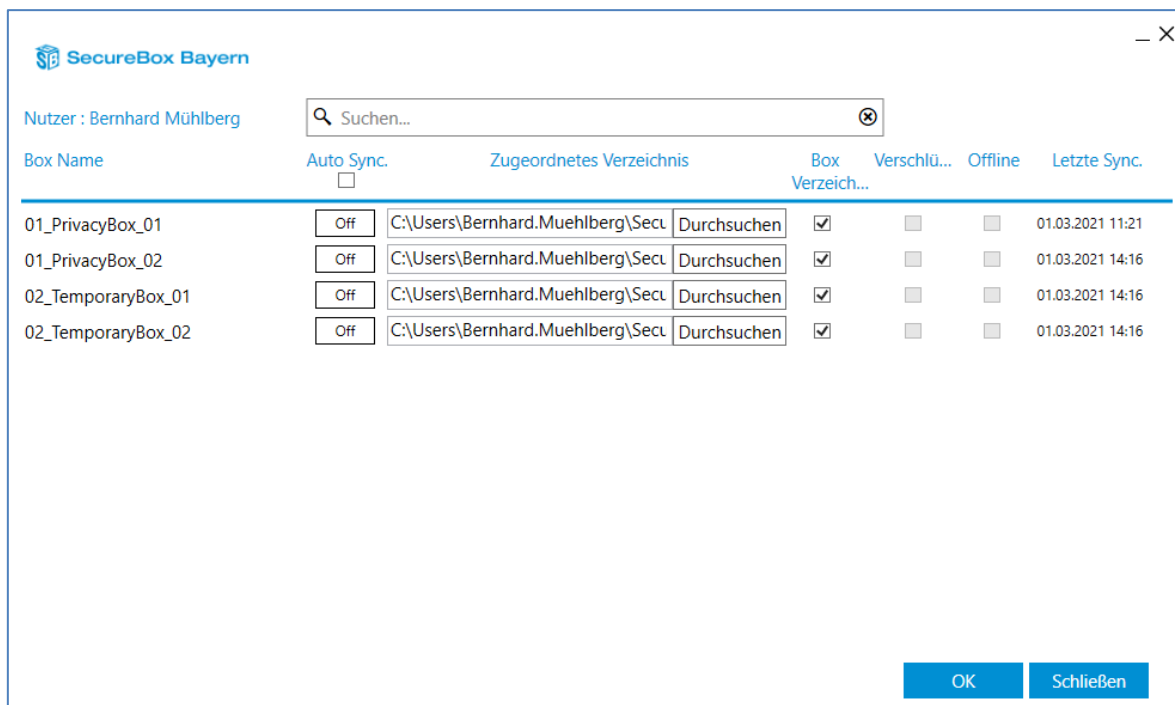 SecureBox Bayern
Nutzer : Bernhard Mühlberg Suchen...
Box Name Auto Sync. Zugeordnetes Verzeichnis Box Verschlü... Offline Letzte Sync.
Verzeich...
01_PrivacyBox_01 Off C:\Users\Bernhard.Muehlberg\Secu Durchsuchen 01.03.2021 11:21
01_PrivacyBox_02 Off C:\Users\Bernhard.Muehlberg\Secu Durchsuchen 01.03.2021 14:16
02_TemporaryBox_01 Off C:\Users\Bernhard.Muehlberg\Secu Durchsuchen 01.03.2021 14:16
02_TemporaryBox_02 Off C:\Users\Bernhard.Muehlberg\Secu Durchsuchen 01.03.2021 14:16
OK Schließen